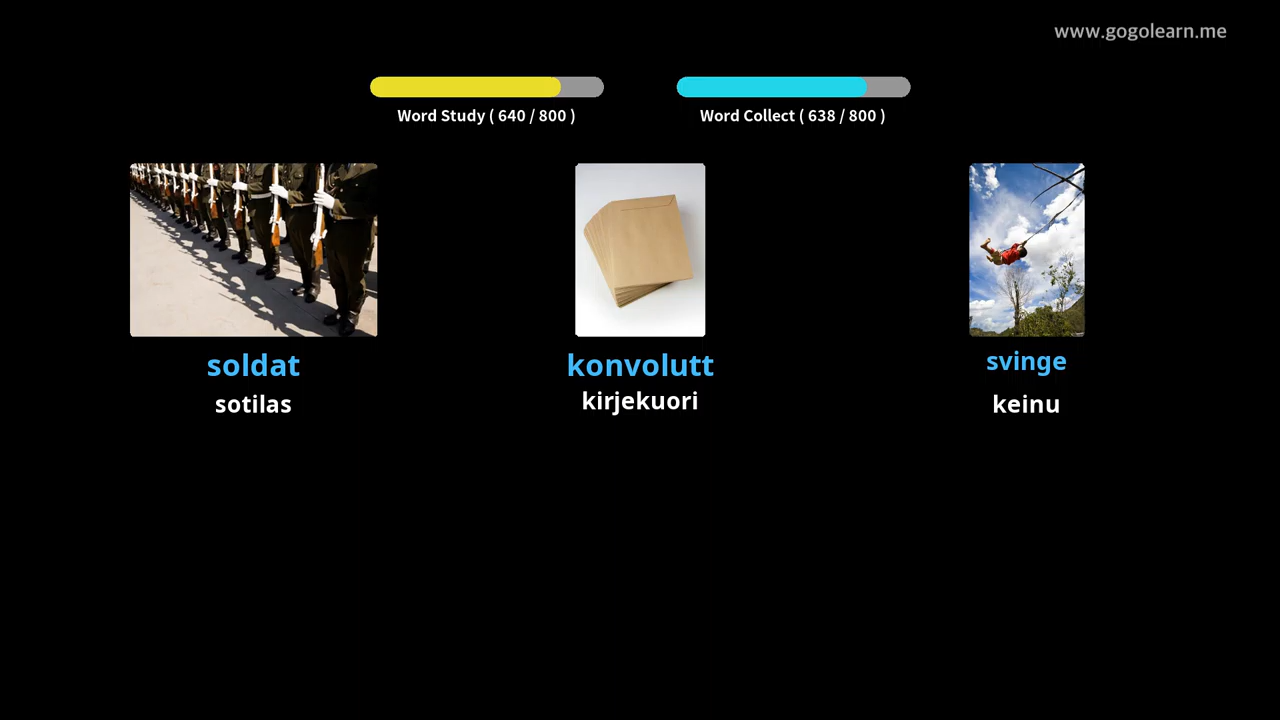 www.gogolearn.me
Word Study ( 640 / 800 )
Word Collect ( 638 / 800 )
soldat
sotilas
konvolutt
kirjekuori
svinge
keinu